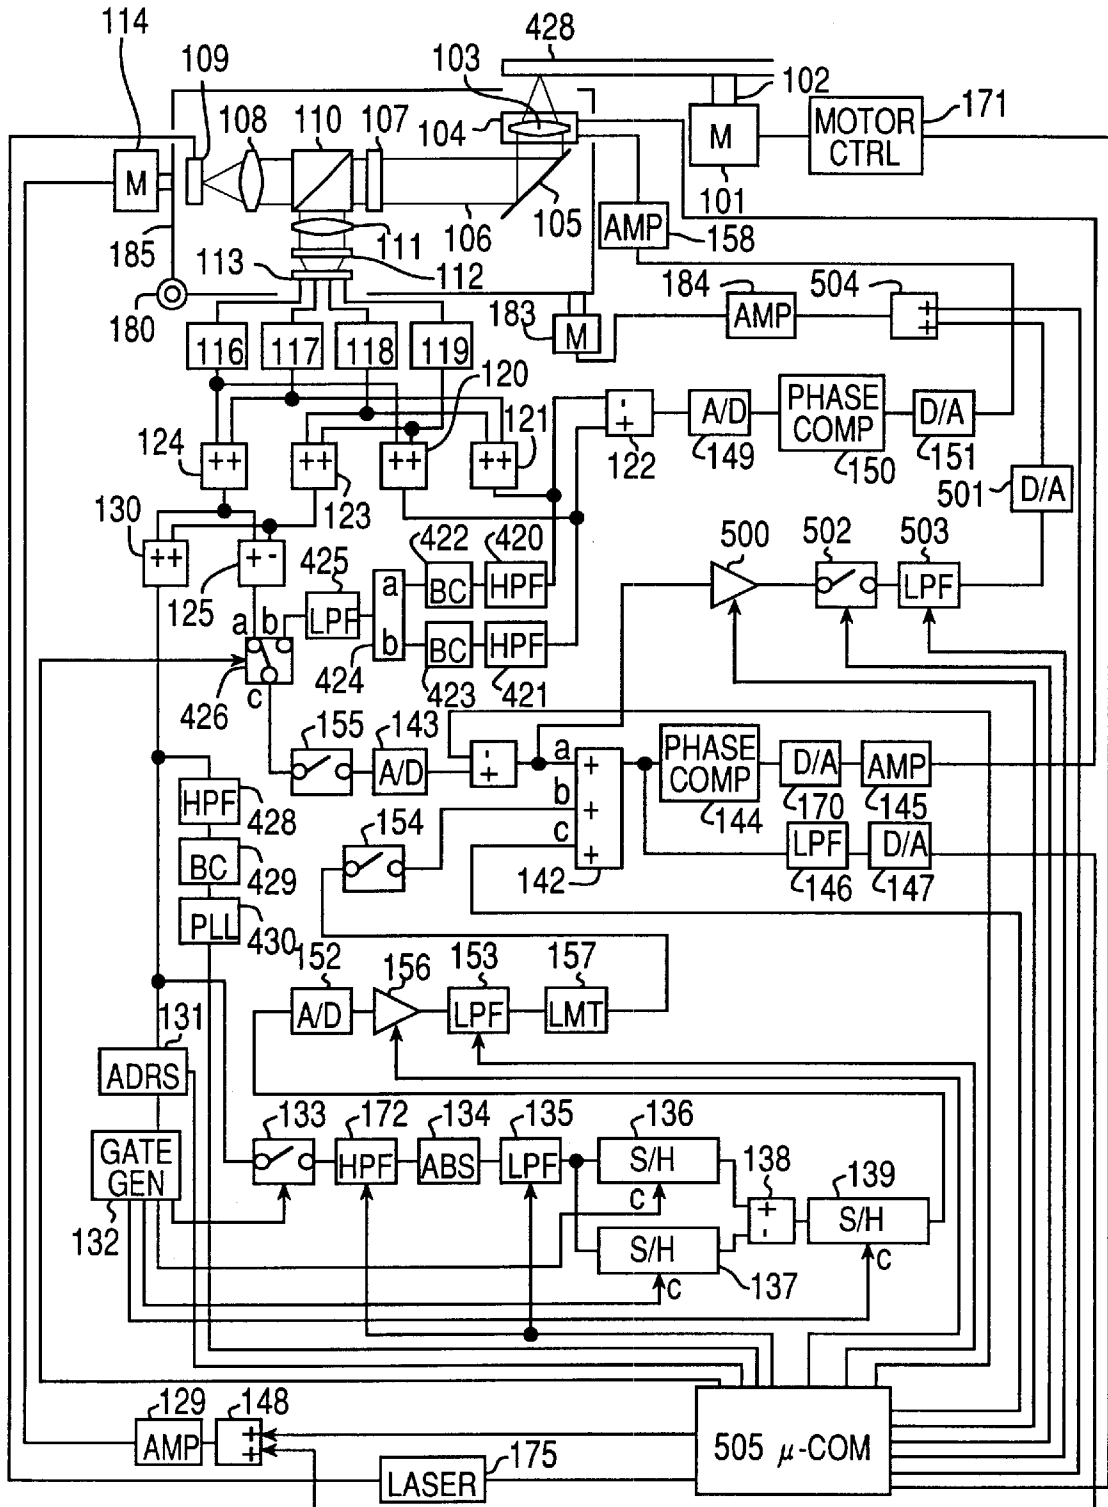 114
109
428
103
102
171
108
110
107
104
M
M
MOTOR
CTRL
101
105
106
111
AMP
158
185
113
112
184
504
180
183
M
AMP
+
+
116
117
118
119
120
121
-
+
A/D
PHASE
COMP
D/A
124
++
++
++
++
122
149
150
151
501
D/A
123
130
++
+-
425
422
420
500
502
503
125
a
b
LPF
a
b
BC
HPF
LPF
BC
HPF
424
423
421
426
c
155
143
A/D
-
+
a
b
c
+
+
+
PHASE
COMP
D/A
AMP
144
170
145
HPF
428
154
142
LPF
D/A
146
147
BC
429
PLL
430
152
156
153
157
A/D
LPF
LMT
131
ADRS
133
172
134
135
136
138
139
GATE
GEN
HPF
ABS
LPF
S/H
c
+
-
S/H
c
132
S/H
c
137
129
148
AMP
+
+
505 μ-COM
LASER
175